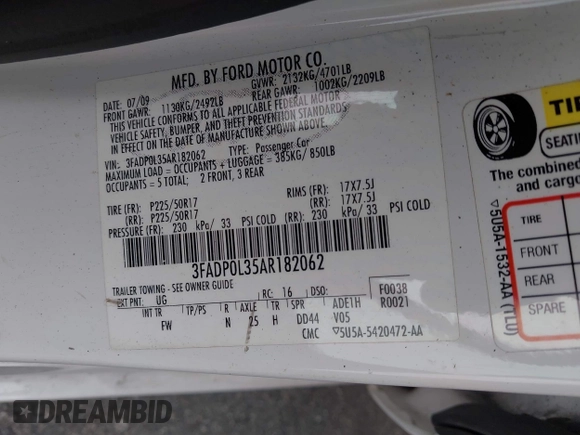 MFD. BY FORD MOTOR CO.
DATE: 07/09 GVWR: 2132KG/4701LB
FRONT GAWR: 1130KG/2492LB REAR GAWR: 1002KG/2209LB
THIS VEHICLE CONFORMS TO ALL APPLICABLE FEDERAL MOTOR
VEHICLE SAFETY, BUMPER, AND THEFT PREVENTION STANDARDS
IN EFFECT ON THE DATE OF MANUFACTURE SHOWN ABOVE.
VIN: 3FADP0L35AR182062 TYPE: Passenger Car
MAXIMUM LOAD = OCCUPANTS + LUGGAGE = 385KG/ 850LB
OCCUPANTS = 5 TOTAL; 2 FRONT, 3 REAR
TIRE (FR): P225/50R17 RIMS (FR): 17X7.5J
(RR): P225/50R17 (RR): 17X7.5J
PRESSURE (FR): 230 kPa/ 33 PSI COLD (RR): 230 kPa/ 33 PSI COLD
3FADP0L35AR182062
TRAILER TOWING - SEE OWNER GUIDE F0038
EXT PNT: UG RC: 16 DSO: R0021
INT TR TP/PS R AXLE TR SPR ADE1H
FW N 25 H DD44 V05
CMC ▽5U5A-5420472-AA
SEATI
The combined
and cargo
TIRE
FRONT
REAR
SPARE
▽5U5A-1532-AA (TL0)
DREAMBID